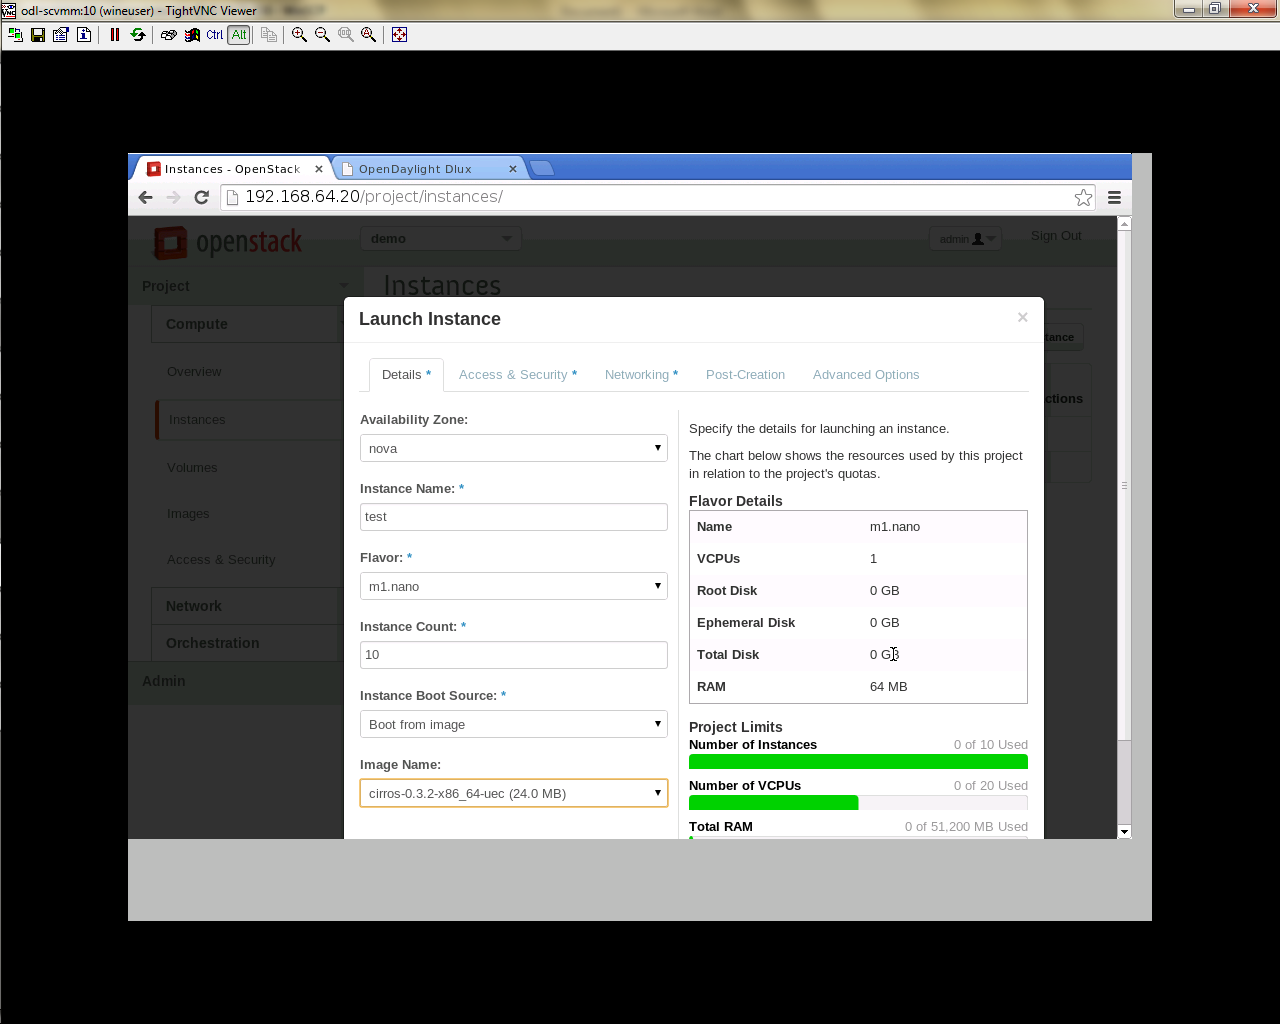 odl-scvmm:10 (wineuser) - TightVNC Viewer
Ctrl Alt
Instances - OpenStack
OpenDaylight Dlux
192.168.64.20/project/instances/
openstack
demo
admin
Sign Out
Project
Instances
Compute
Overview
Instances
Volumes
Images
Access & Security
Network
Orchestration
Admin
tance
ctions
Launch Instance
×
Details *
Access & Security *
Networking *
Post-Creation
Advanced Options
Availability Zone:
nova
Instance Name: *
test
Flavor: *
m1.nano
Instance Count: *
10
Instance Boot Source: *
Boot from image
Image Name:
cirros-0.3.2-x86_64-uec (24.0 MB)
Specify the details for launching an instance.
The chart below shows the resources used by this project
in relation to the project's quotas.
Flavor Details
Name m1.nano
VCPUs 1
Root Disk 0 GB
Ephemeral Disk 0 GB
Total Disk 0 GB
RAM 64 MB
Project Limits
Number of Instances 0 of 10 Used
Number of VCPUs 0 of 20 Used
Total RAM 0 of 51,200 MB Used